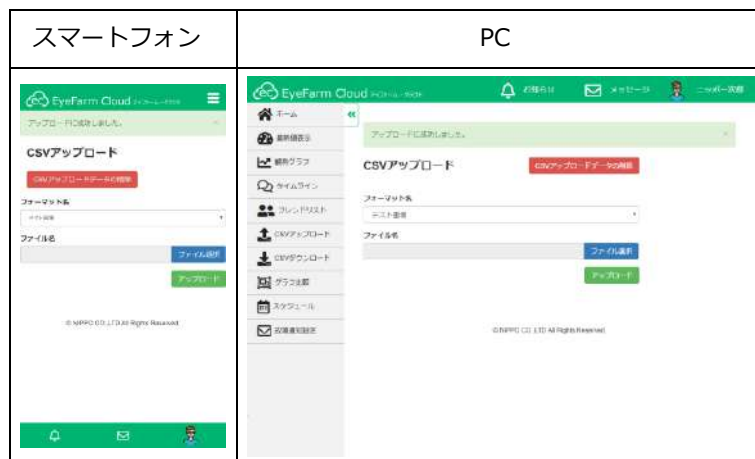 スマートフォン
PC
EyeFarm Cloud
アップロードに成功しました。
CSVアップロード
CSVアップロードデータの削除
フォーマット名
テスト書類
ファイル名
ファイル選択
アップロード
© NIPPO CO.,LTD All Rights Reserved.
EyeFarm Cloud
お知らせ
メッセージ
ニッポー次郎
ホーム
最新値表示
観測グラフ
タイムライン
フレンドリスト
CSVアップロード
CSVダウンロード
グラフ比較
スケジュール
アップロードに成功しました。
CSVアップロード
CSVアップロードデータの削除
フォーマット名
ファイル名
ファイル選択
アップロード
© NIPPO CO.,LTD All Rights Reserved.